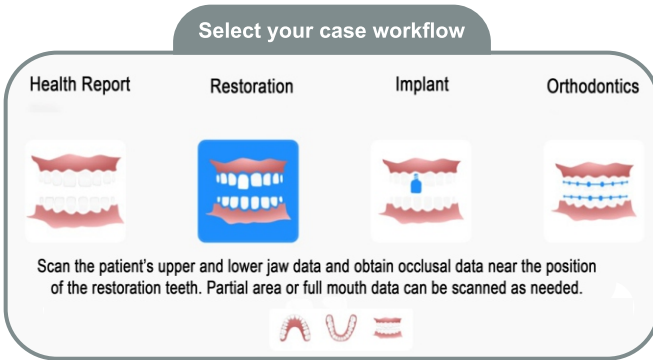 Select your case workflow
Health Report Restoration Implant Orthodontics
Scan the patient's upper and lower jaw data and obtain occlusal data near the position
of the restoration teeth. Partial area or full mouth data can be scanned as needed.